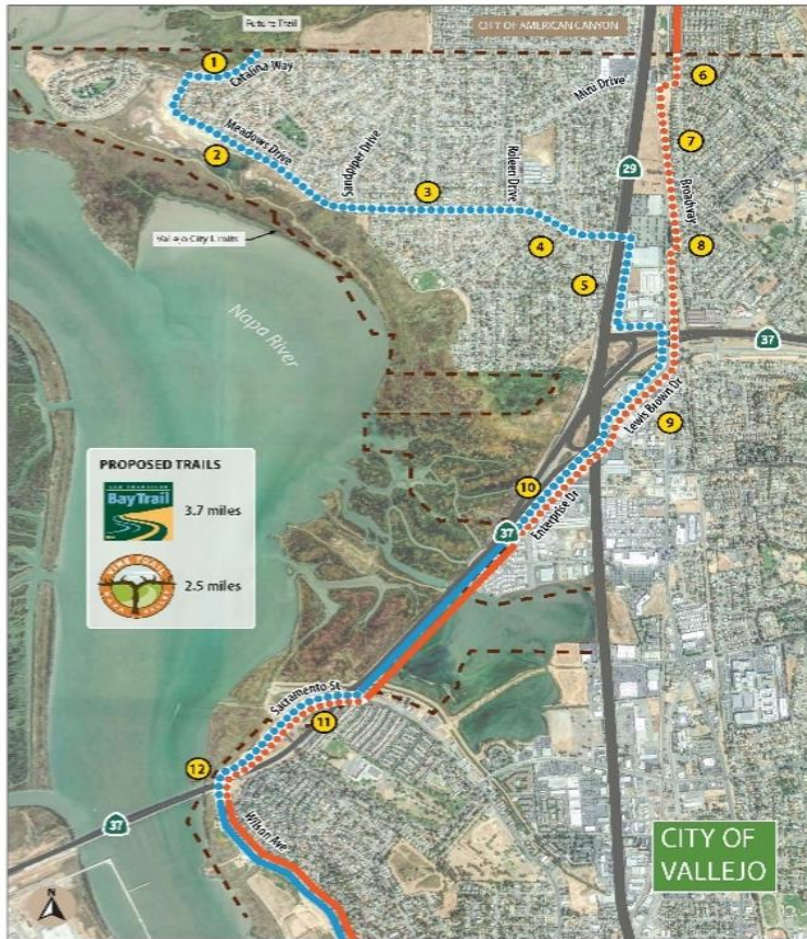 Future Trail
CITY OF AMERICAN CANYON
1
Catalina Way
6
Mini Drive
7
Meadows Drive
2
Sandpiper Drive
Roleen Drive
29
Broadway
3
4
8
Vallejo City Limits
5
Napa River
37
Lewis Brown Dr
9
PROPOSED TRAILS
BayTrail
3.7 miles
10
Enterprise Dr
37
VINE TRAIL
2.5 miles
Sacramento St
11
12
37
Wilson Ave
CITY OF
VALLEJO
N